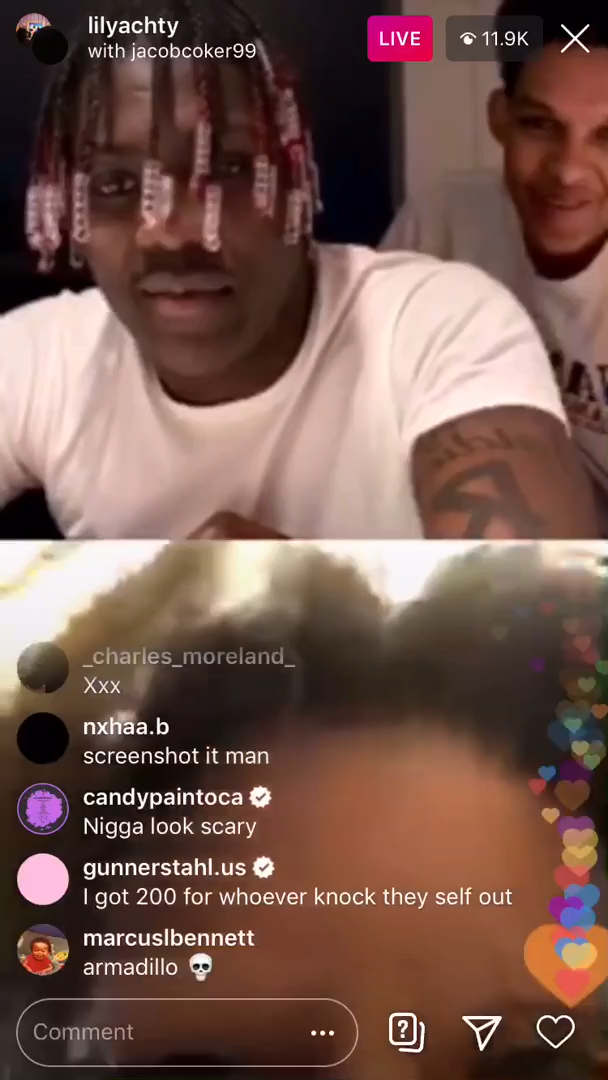 lilyachty
with jacobcoker99
LIVE
11.9K
_charles_moreland_
Xxx
nxhaa.b
screenshot it man
candypaintoca
Nigga look scary
gunnerstahl.us
I got 200 for whoever knock they self out
marcuslbennett
armadillo 💀
Comment